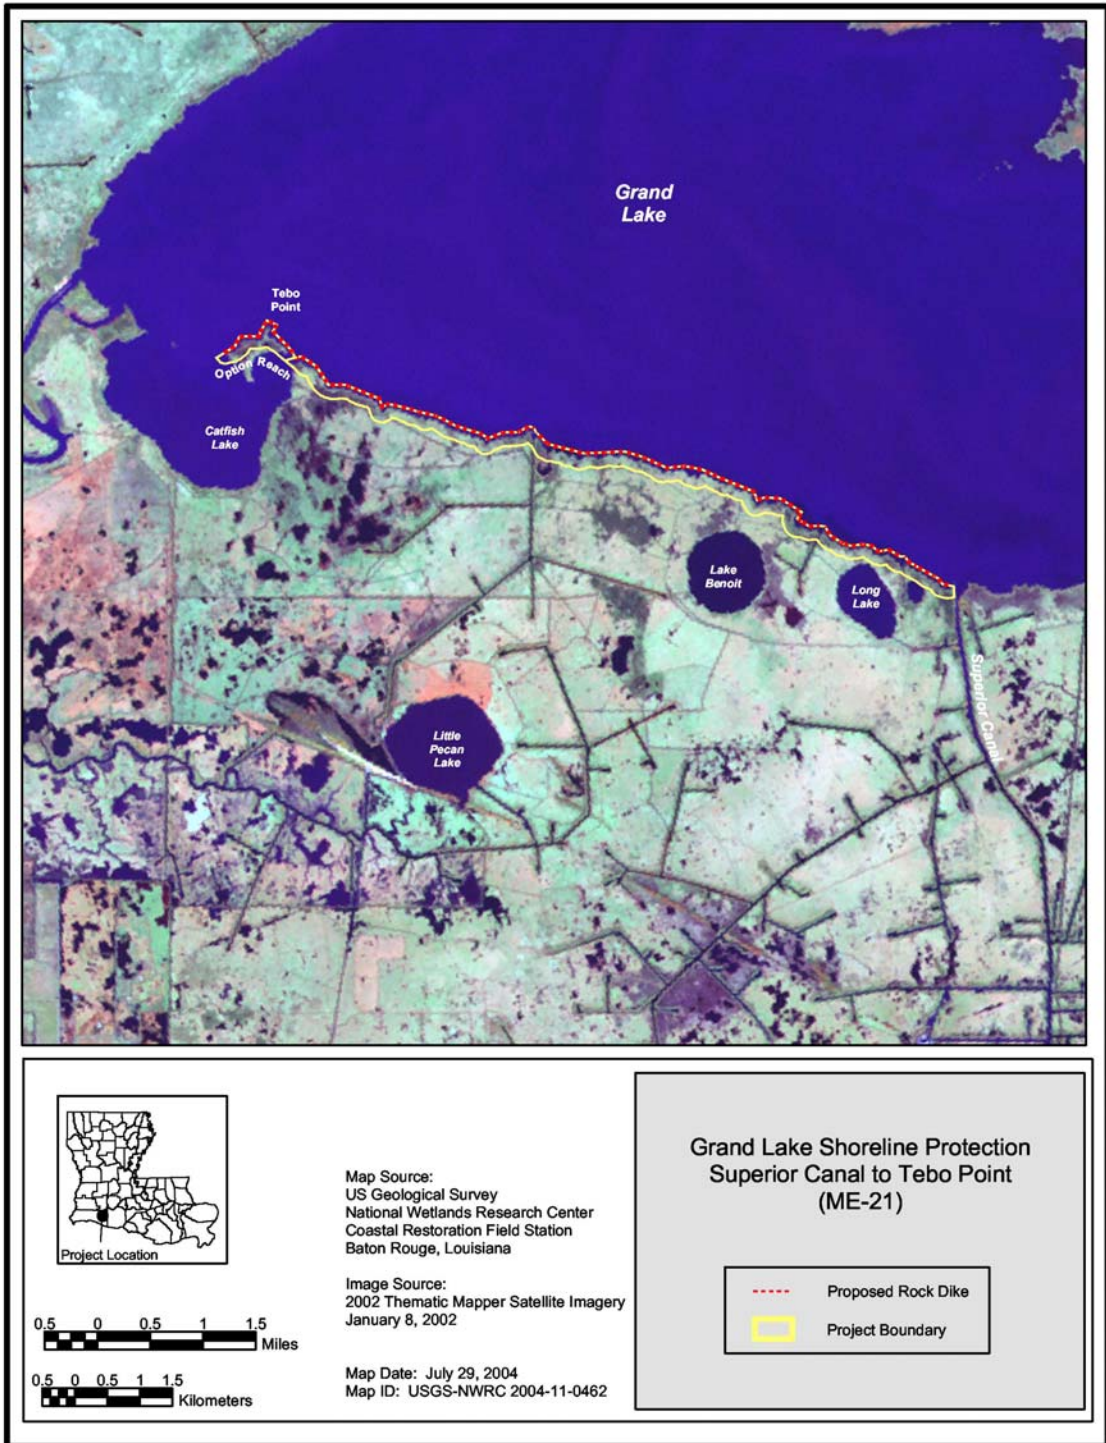 Grand
Lake
Tebo
Point
Option Reach
Catfish
Lake
Lake
Benoit
Long
Lake
Superior Canal
Little
Pecan
Lake
Project Location
0.5 0 0.5 1 1.5
Miles
0.5 0 0.5 1 1.5
Kilometers
Map Source:
US Geological Survey
National Wetlands Research Center
Coastal Restoration Field Station
Baton Rouge, Louisiana
Image Source:
2002 Thematic Mapper Satellite Imagery
January 8, 2002
Map Date: July 29, 2004
Map ID: USGS-NWRC 2004-11-0462
Grand Lake Shoreline Protection
Superior Canal to Tebo Point
(ME-21)
Proposed Rock Dike
Project Boundary